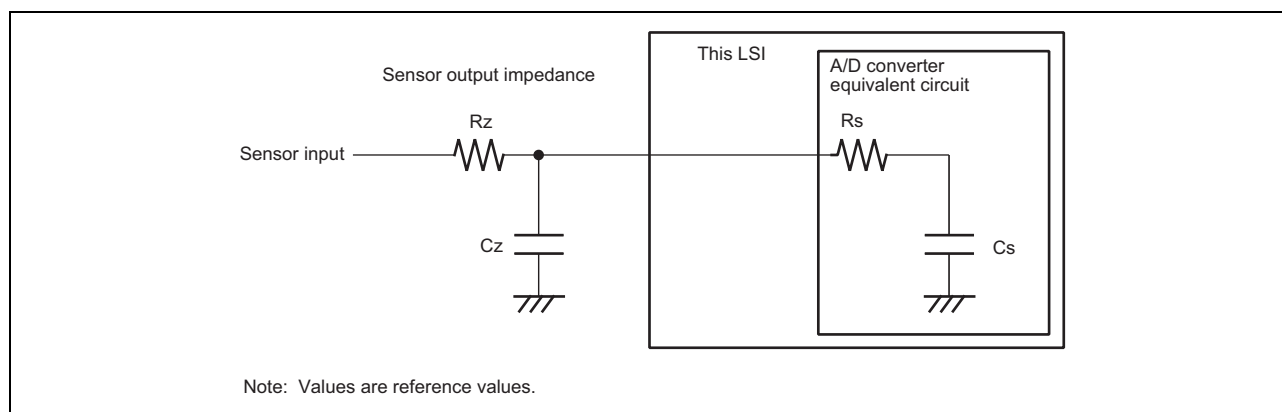 This LSI
A/D converter
equivalent circuit
Sensor output impedance
Rz
Rs
Sensor input
Cz
Cs
Note: Values are reference values.